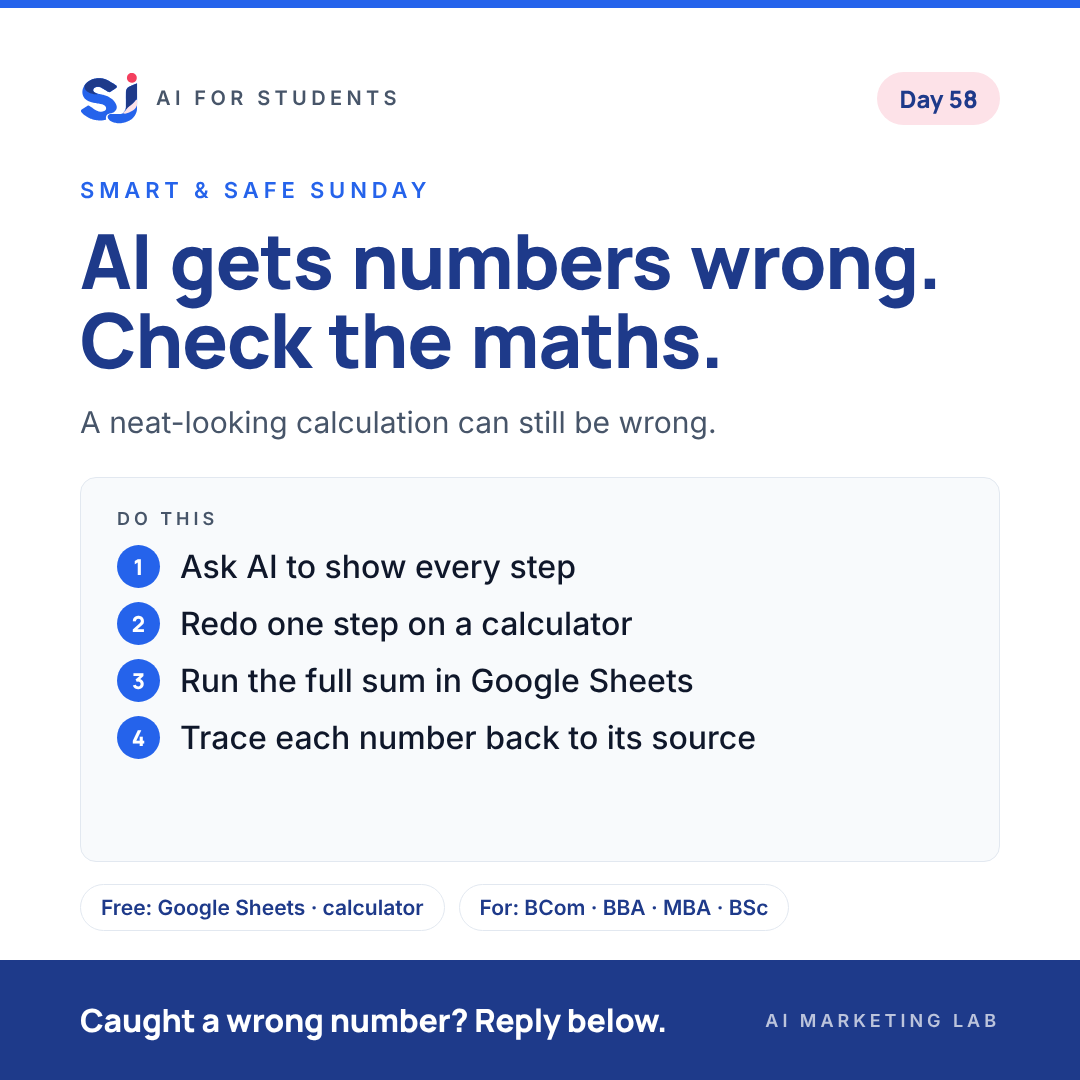 SJ AI FOR STUDENTS
Day 58
SMART & SAFE SUNDAY
AI gets numbers wrong.
Check the maths.
A neat-looking calculation can still be wrong.
DO THIS
1 Ask AI to show every step
2 Redo one step on a calculator
3 Run the full sum in Google Sheets
4 Trace each number back to its source
Free: Google Sheets · calculator
For: BCom · BBA · MBA · BSc
Caught a wrong number? Reply below.
AI MARKETING LAB